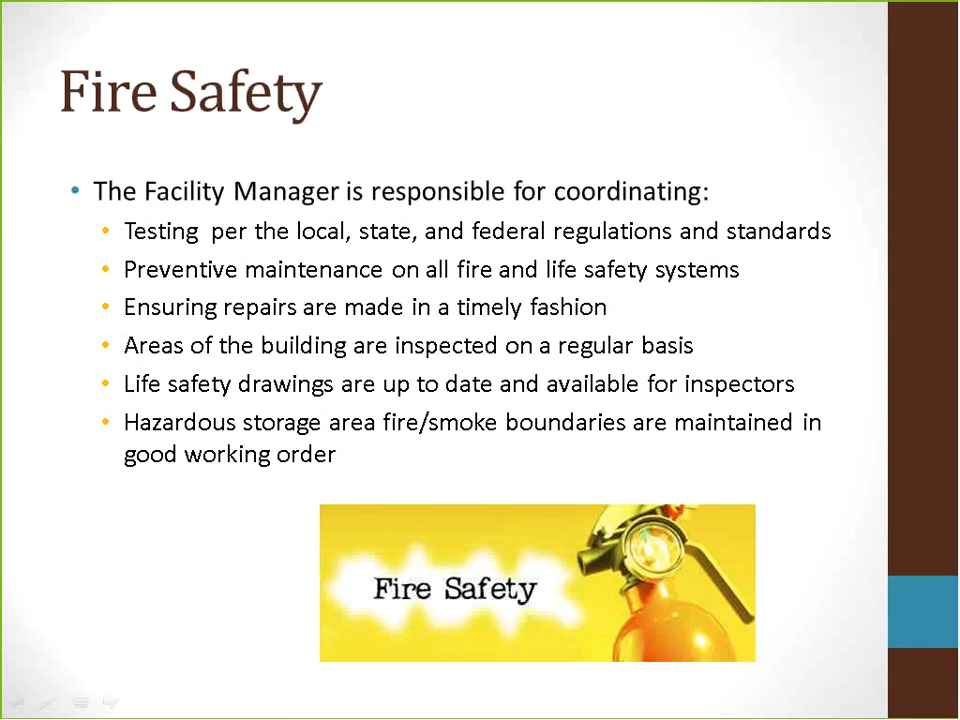 Fire Safety
• The Facility Manager is responsible for coordinating:
• Testing  per the local, state, and federal regulations and standards
• Preventive maintenance on all fire and life safety systems
• Ensuring repairs are made in a timely fashion
• Areas of the building are inspected on a regular basis
• Life safety drawings are up to date and available for inspectors
• Hazardous storage area fire/smoke boundaries are maintained in
good working order
Fire Safety